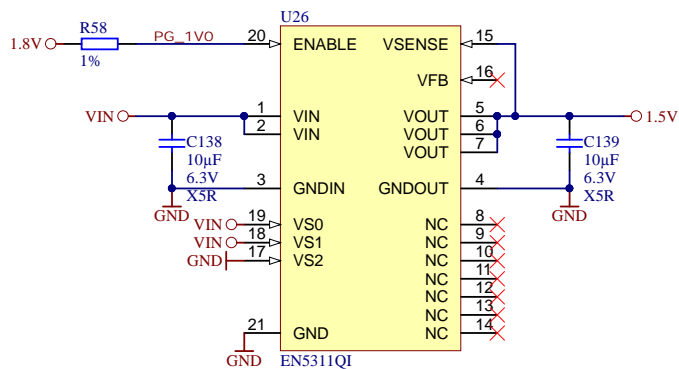 U26
R58
1.8V
PG_1V0
20
ENABLE
VSENSE
15
1%
VFB
16
VIN
1
VIN
VOUT
5
1.5V
2
VIN
VOUT
6
VOUT
7
C138
10µF
6.3V
X5R
C139
10µF
6.3V
X5R
3
GNDIN
GNDOUT
4
GND
GND
VIN
19
VS0
NC
8
VIN
18
VS1
NC
9
GND
17
VS2
NC
10
NC
11
NC
12
NC
13
21
GND
NC
14
GND
EN5311QI